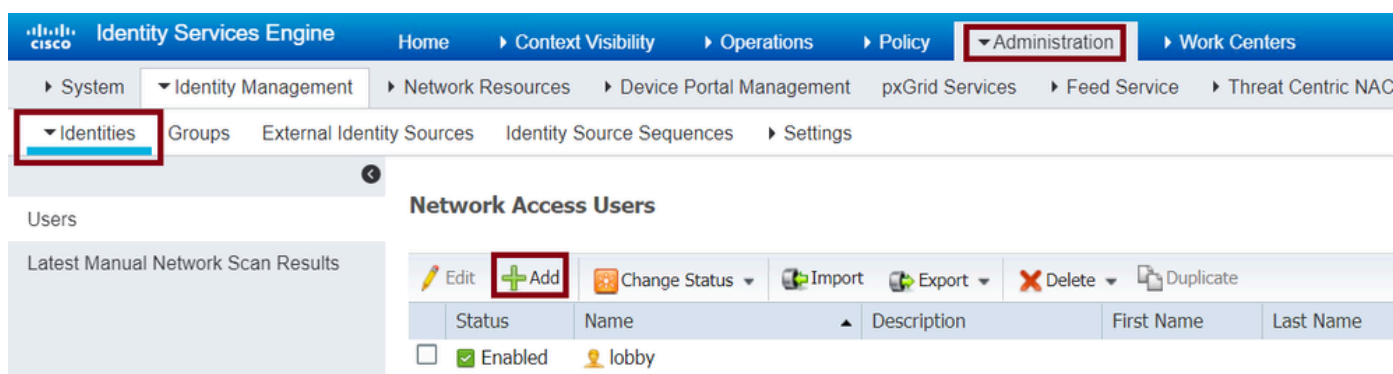 cisco Identity Services Engine Home Context Visibility Operations Policy Administration Work Centers
System Identity Management Network Resources Device Portal Management pxGrid Services Feed Service Threat Centric NAC
Identities Groups External Identity Sources Identity Source Sequences Settings
Users
Latest Manual Network Scan Results
Network Access Users
Edit Add Change Status Import Export Delete Duplicate
Status Name Description First Name Last Name
Enabled lobby